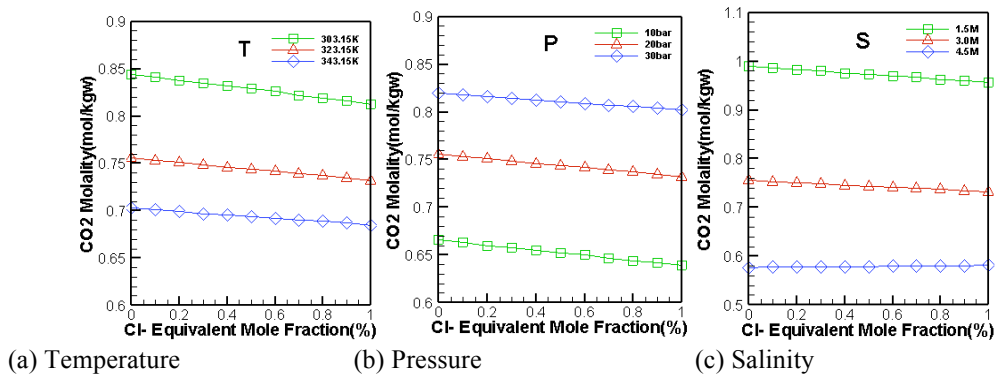 T
303.15K
323.15K
343.15K
0.9
0.85
0.8
0.75
0.7
0.65
0.6
CO2 Molality(mol/kgw)
0 0.2 0.4 0.6 0.8 1
Cl- Equivalent Mole Fraction(%)
(a) Temperature
P
10bar
20bar
30bar
0.9
0.85
0.8
0.75
0.7
0.65
0.6
CO2 Molality(mol/kgw)
0 0.2 0.4 0.6 0.8 1
Cl- Equivalent Mole Fraction(%)
(b) Pressure
S
1.5M
3.0M
4.5M
1.1
1
0.9
0.8
0.7
0.6
0.5
CO2 Molality(mol/kgw)
0 0.2 0.4 0.6 0.8 1
Cl- Equivalent Mole Fraction(%)
(c) Salinity